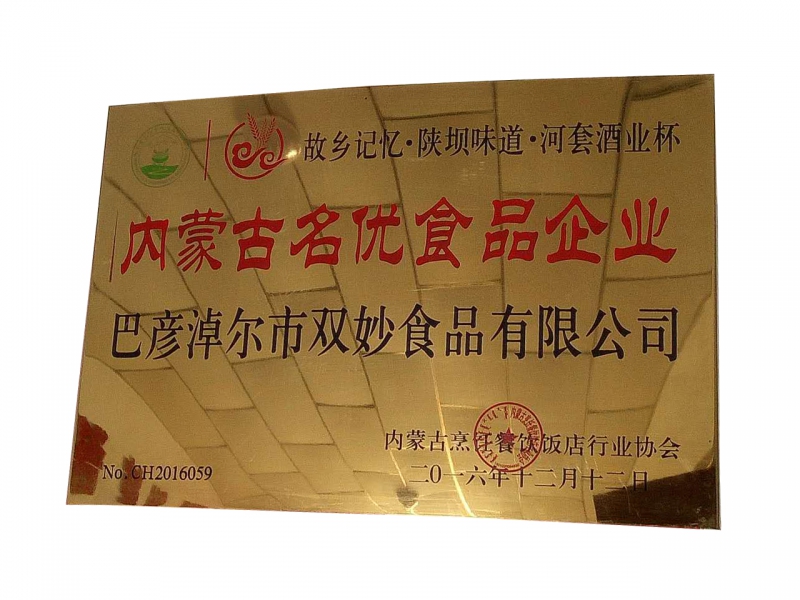 故乡记忆·陕坝味道·河套酒业杯
内蒙古名优食品企业
巴彦淖尔市双妙食品有限公司
内蒙古烹饪餐饮饭店行业协会
No.CH2016059
二〇一六年十二月十二日